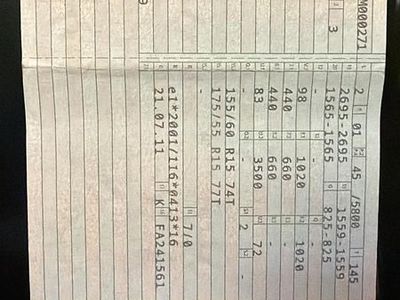 M000271
3
2 01 45 /5800 145
2695-2695 1559-1559
1565-1565 825-825
- -
98 1020 1020
440 660 -
440 660 -
83 3500 72
- - 2 -
155/60 R15 74T
175/55 R15 77T
-
7/0
e1*2001/116*0413*16
21.07.11 K FA241561